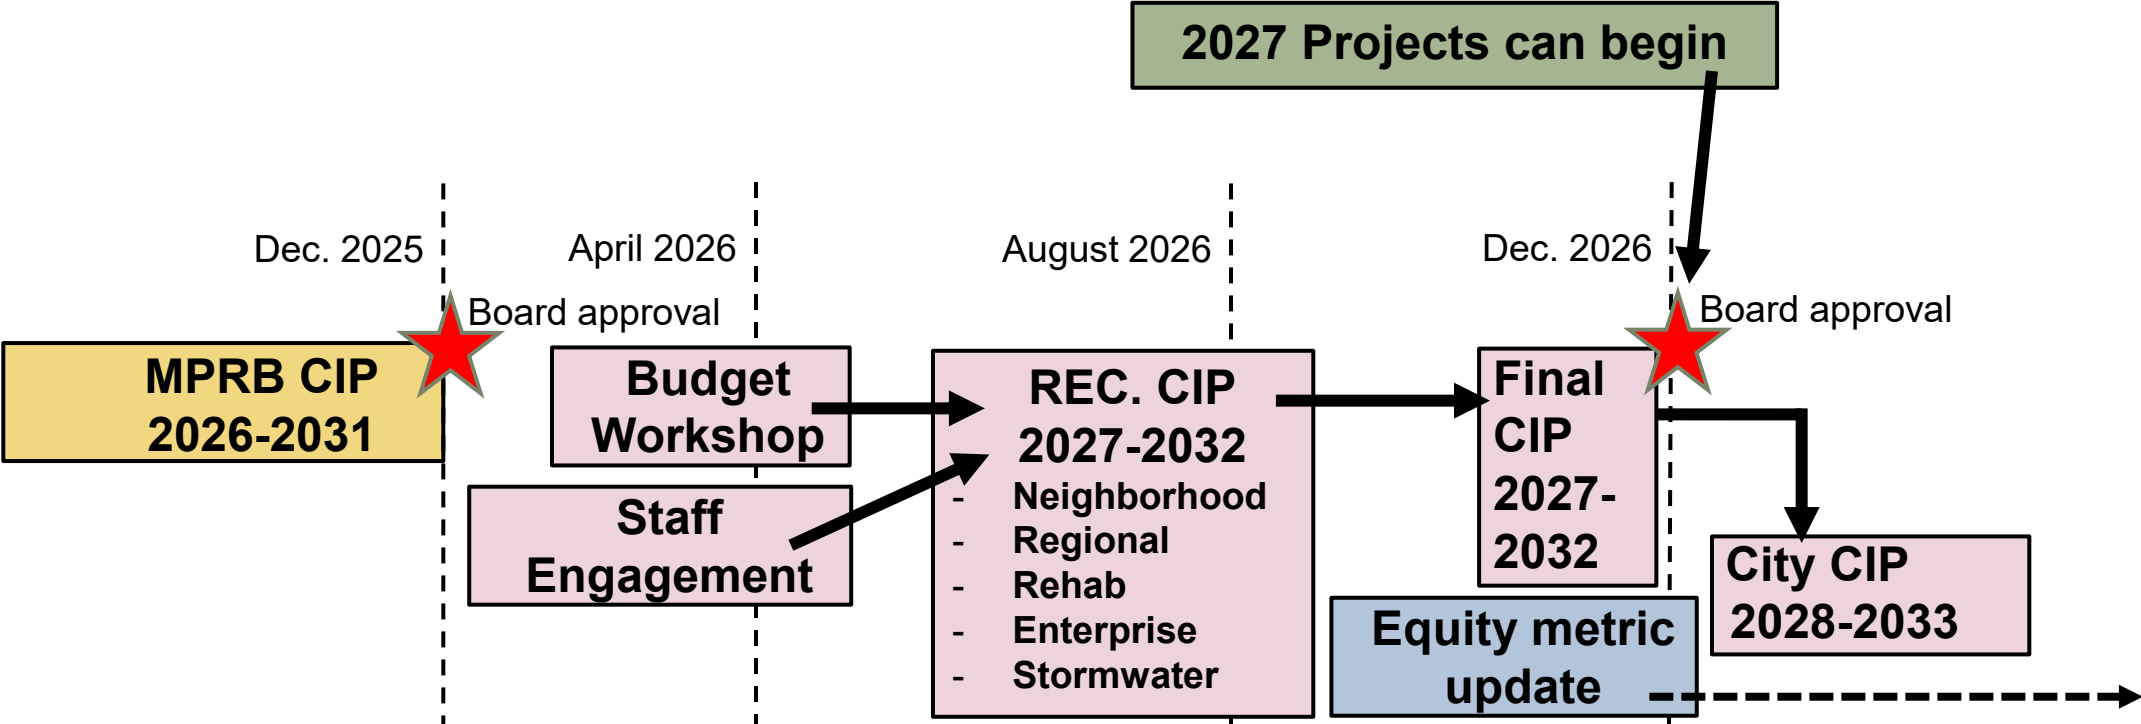 2027 Projects can begin
Dec. 2025
April 2026
August 2026
Dec. 2026
Board approval
Board approval
MPRB CIP
2026-2031
Budget
Workshop
Staff
Engagement
REC. CIP
2027-2032
- Neighborhood
- Regional
- Rehab
- Enterprise
- Stormwater
Final
CIP
2027-
2032
City CIP
2028-2033
Equity metric
update